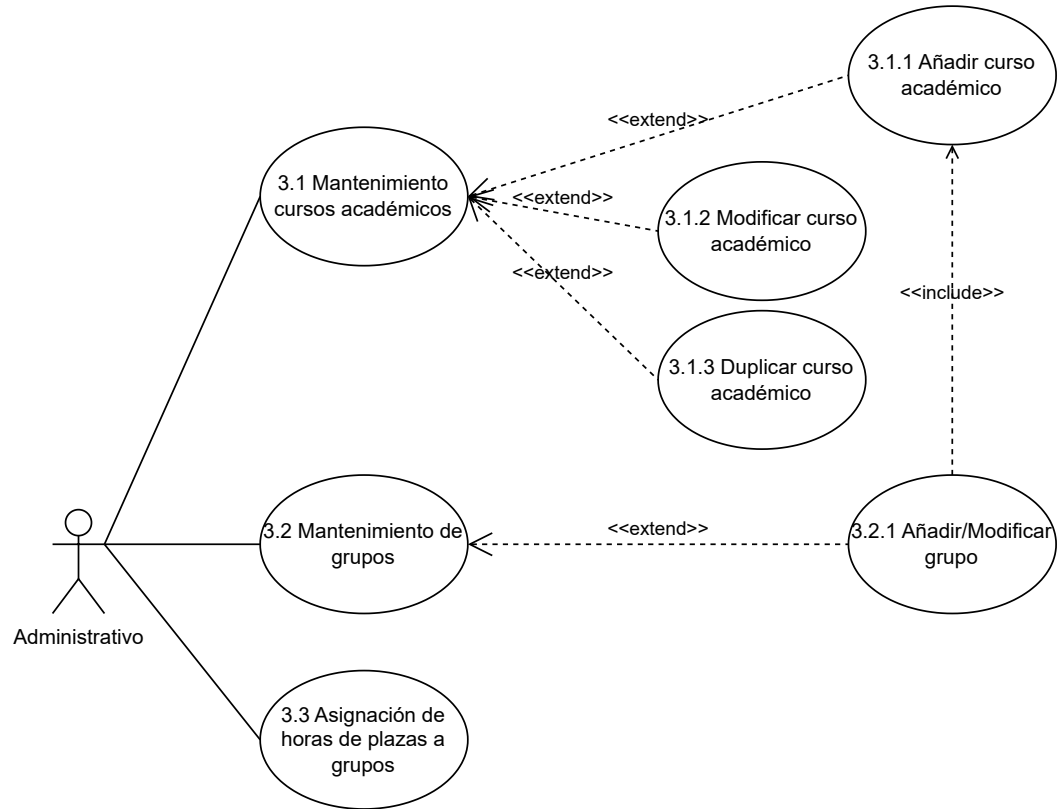 3.1.1 Añadir curso
académico
<<extend>>
3.1 Mantenimiento
cursos académicos
<<extend>>
3.1.2 Modificar curso
académico
<<extend>>
<<include>>
3.1.3 Duplicar curso
académico
3.2 Mantenimiento de
grupos
<<extend>>
3.2.1 Añadir/Modificar
grupo
Administrativo
3.3 Asignación de
horas de plazas a
grupos